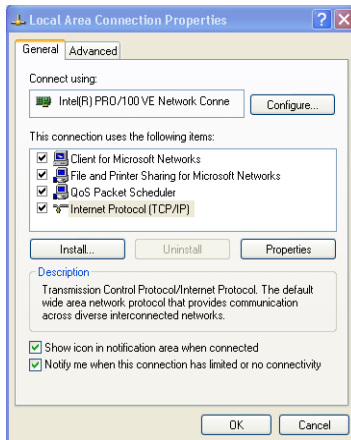 Local Area Connection Properties
General
Advanced
Connect using:
Intel(R) PRO/100 VE Network Conne
Configure...
This connection uses the following items:
Client for Microsoft Networks
File and Printer Sharing for Microsoft Networks
QoS Packet Scheduler
Internet Protocol (TCP/IP)
Install...
Uninstall
Properties
Description
Transmission Control Protocol/Internet Protocol. The default
wide area network protocol that provides communication
across diverse interconnected networks.
Show icon in notification area when connected
Notify me when this connection has limited or no connectivity
OK
Cancel